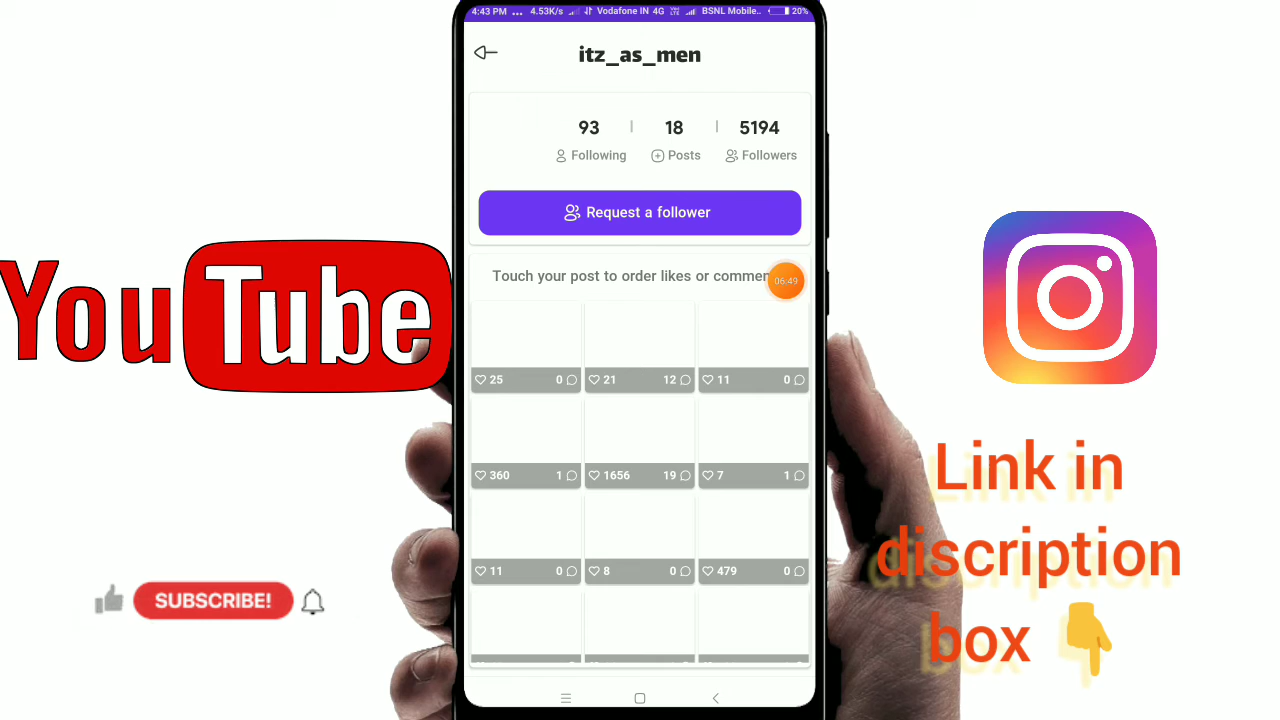 4:43 PM ... 4.53K/s Vodafone IN 4G BSNL Mobile.. 20%
itz_as_men
93 18 5194
Following Posts Followers
Request a follower
Touch your post to order likes or commen
06:49
25 0 21 12 11 0
360 1 1656 19 7 1
11 0 8 0 479 0
YouTube
SUBSCRIBE!
Link in
discription
box 👇